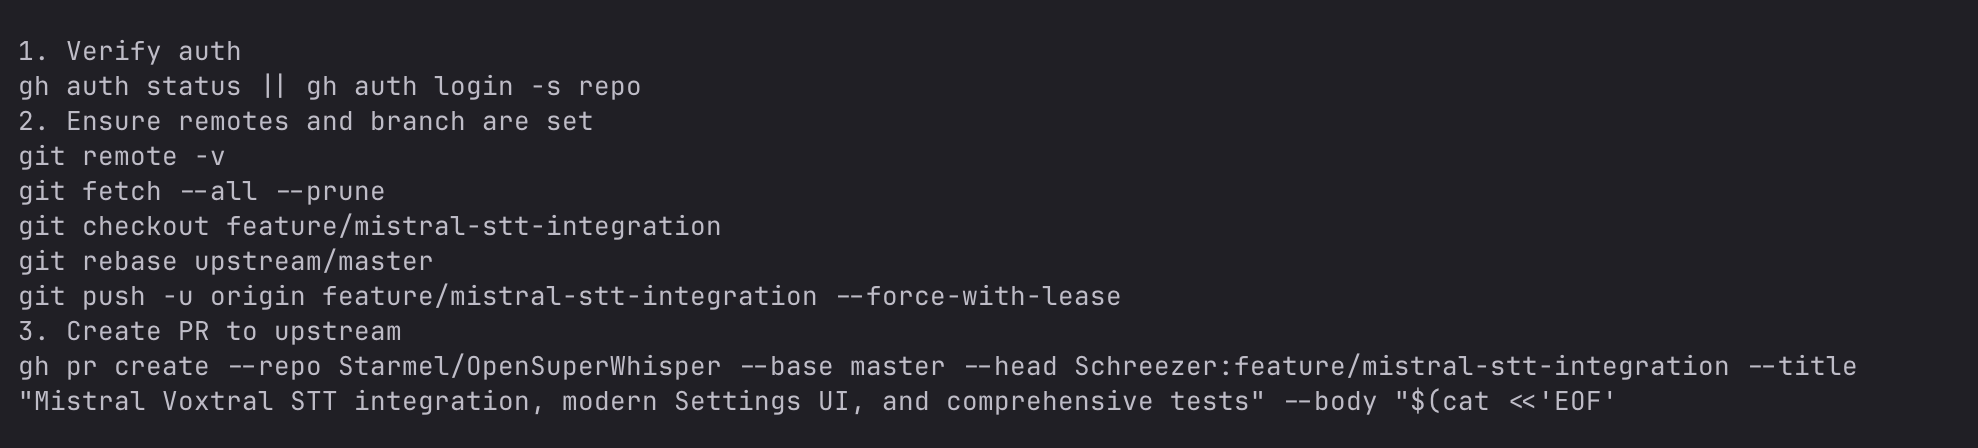 1. Verify auth
gh auth status || gh auth login -s repo
2. Ensure remotes and branch are set
git remote -v
git fetch --all --prune
git checkout feature/mistral-stt-integration
git rebase upstream/master
git push -u origin feature/mistral-stt-integration --force-with-lease
3. Create PR to upstream
gh pr create --repo Starmel/OpenSuperWhisper --base master --head Schreezer:feature/mistral-stt-integration --title
"Mistral Voxtral STT integration, modern Settings UI, and comprehensive tests" --body "$(cat <<'EOF'